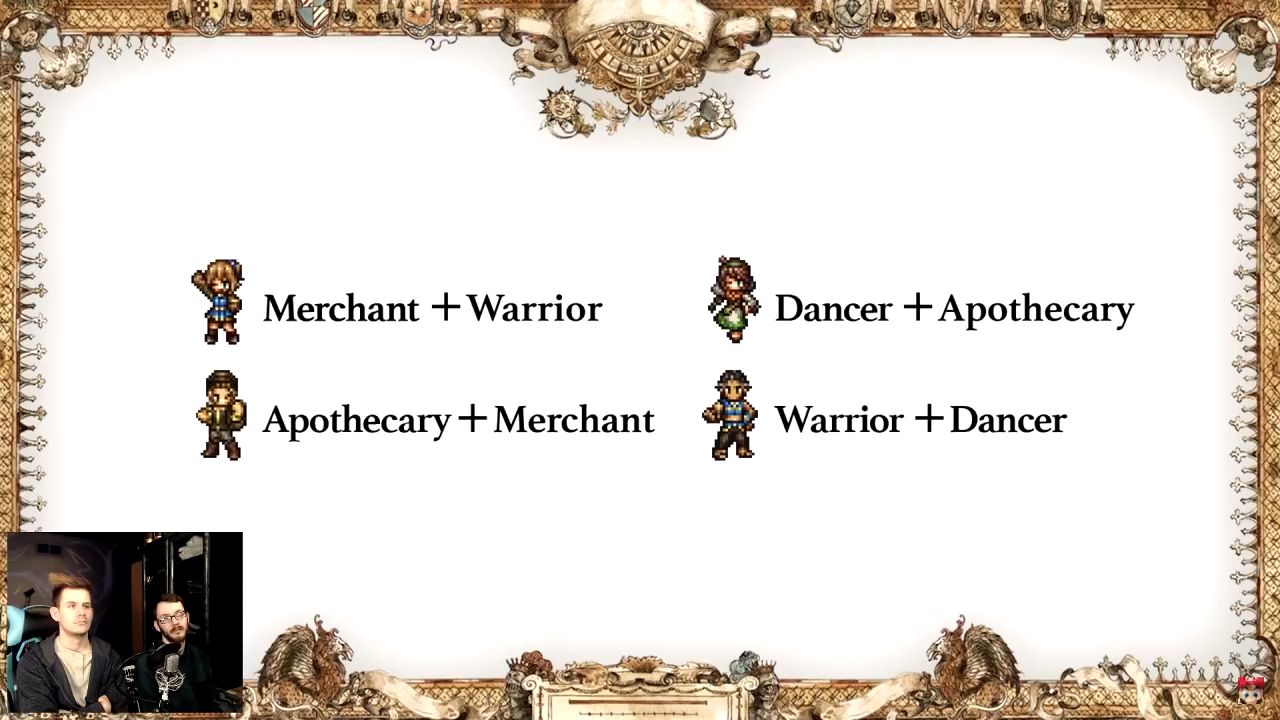 Merchant +Warrior
Dancer +Apothecary
Apothecary+Merchant
Warrior +Dancer